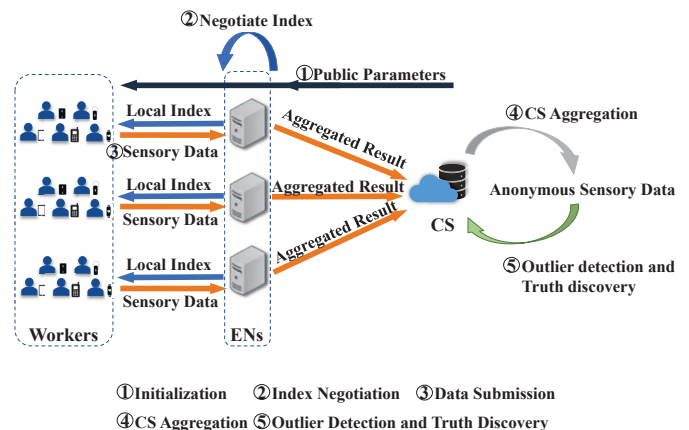 ②Negotiate Index
①Public Parameters
Workers
ENs
Local Index
③Sensory Data
Local Index
Sensory Data
Local Index
Sensory Data
Aggregated Result
Aggregated Result
Aggregated Result
CS
④CS Aggregation
Anonymous Sensory Data
⑤Outlier detection and
Truth discovery
①Initialization ②Index Negotiation ③Data Submission
④CS Aggregation ⑤Outlier Detection and Truth Discovery